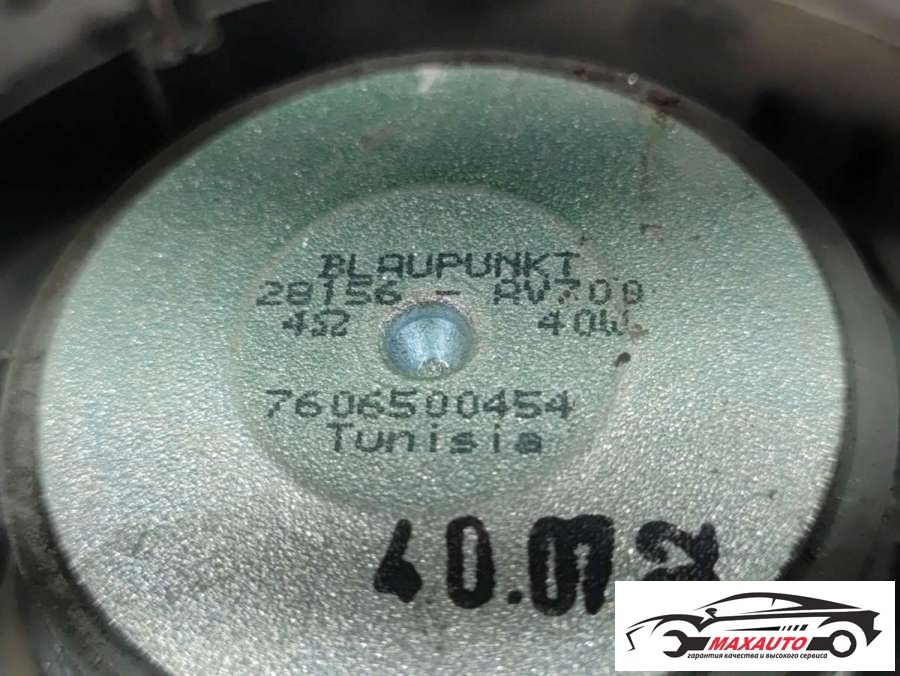 BLAUPUNKT
28156 - AV700
4Ω 40W
7606500454
Tunisia
MAXAUTO
гарантия качества и высокого сервиса